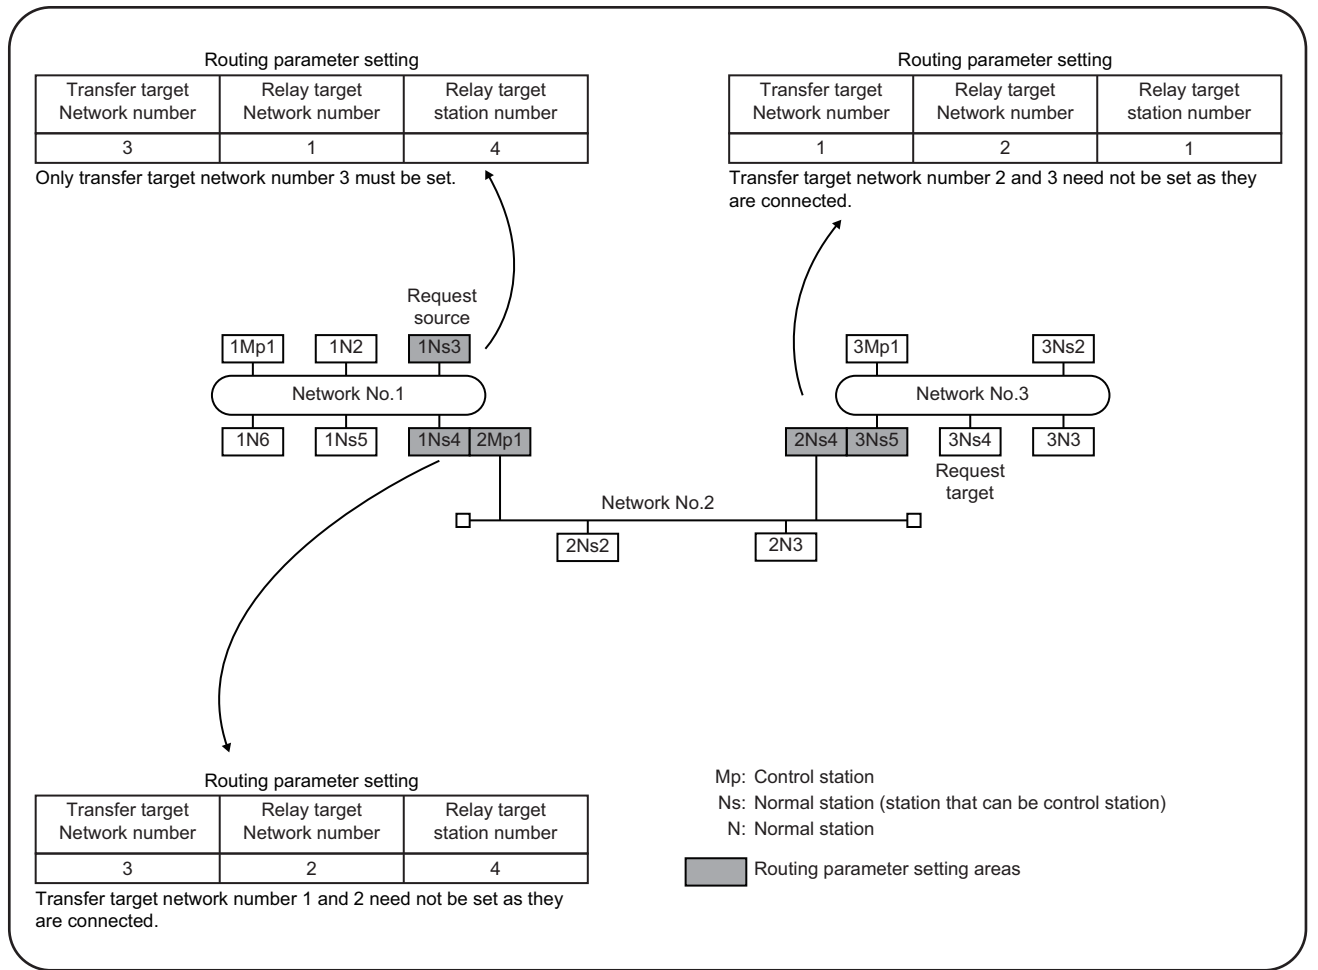 Routing parameter setting
Transfer target Network number
Relay target Network number
Relay target station number
3
1
4
Only transfer target network number 3 must be set.
Routing parameter setting
Transfer target Network number
Relay target Network number
Relay target station number
1
2
1
Transfer target network number 2 and 3 need not be set as they
are connected.
Request
source
1Mp1
1N2
1Ns3
Network No.1
1N6
1Ns5
1Ns4
2Mp1
3Mp1
3Ns2
Network No.3
2Ns4
3Ns5
3Ns4
3N3
Request
target
Network No.2
2Ns2
2N3
Routing parameter setting
Transfer target Network number
Relay target Network number
Relay target station number
3
2
4
Transfer target network number 1 and 2 need not be set as they
are connected.
Mp: Control station
Ns: Normal station (station that can be control station)
N: Normal station
Routing parameter setting areas